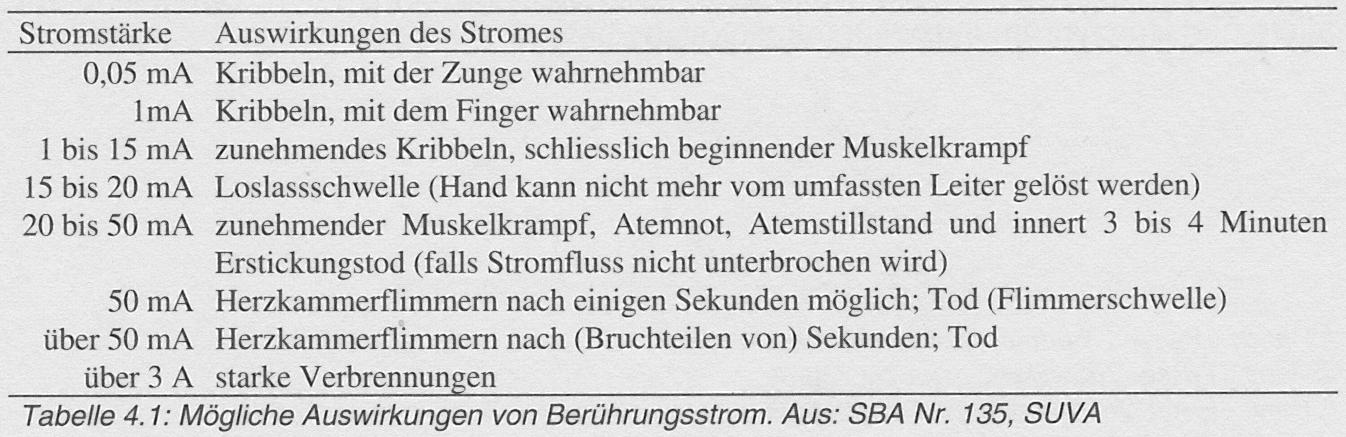 Stromstärke Auswirkungen des Stromes
0,05 mA Kribbeln, mit der Zunge wahrnehmbar
1mA Kribbeln, mit dem Finger wahrnehmbar
1 bis 15 mA zunehmendes Kribbeln, schliesslich beginnender Muskelkrampf
15 bis 20 mA Loslassschwelle (Hand kann nicht mehr vom umfassten Leiter gelöst werden)
20 bis 50 mA zunehmender Muskelkrampf, Atemnot, Atemstillstand und innert 3 bis 4 Minuten
Erstickungstod (falls Stromfluss nicht unterbrochen wird)
50 mA Herzkammerflimmern nach einigen Sekunden möglich; Tod (Flimmerschwelle)
über 50 mA Herzkammerflimmern nach (Bruchteilen von) Sekunden; Tod
über 3 A starke Verbrennungen
Tabelle 4.1: Mögliche Auswirkungen von Berührungsstrom. Aus: SBA Nr. 135, SUVA